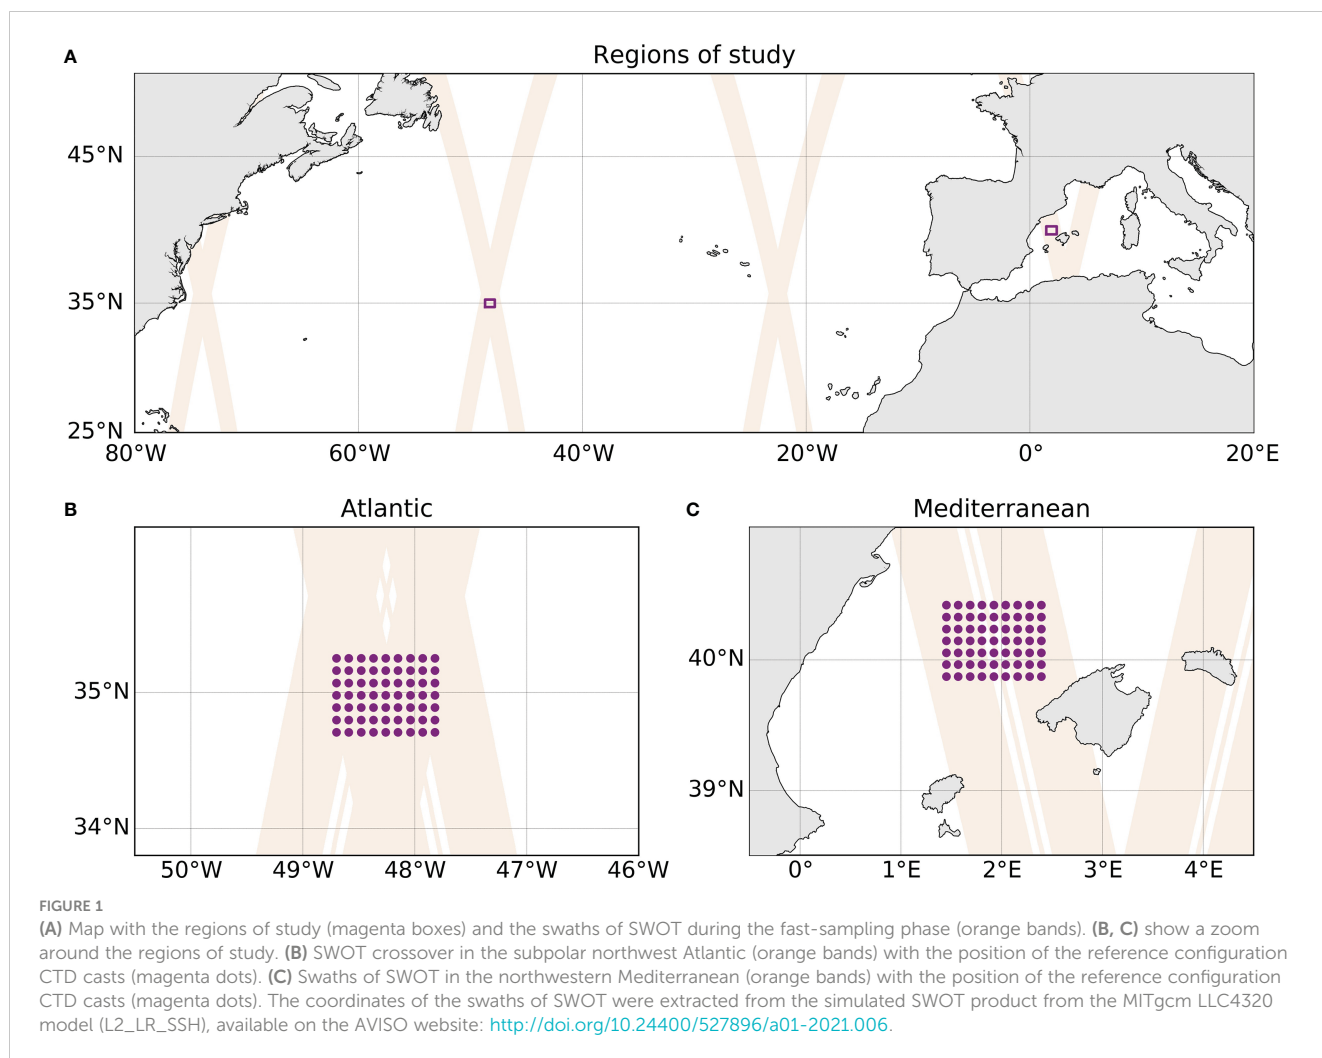 A
Regions of study
45°N
35°N
25°N
80°W 60°W 40°W 20°W 0° 20°E
B
Atlantic
35°N
34°N
50°W 49°W 48°W 47°W 46°W
C
Mediterranean
40°N
39°N
0° 1°E 2°E 3°E 4°E
FIGURE 1
(A) Map with the regions of study (magenta boxes) and the swaths of SWOT during the fast-sampling phase (orange bands). (B, C) show a zoom
around the regions of study. (B) SWOT crossover in the subpolar northwest Atlantic (orange bands) with the position of the reference configuration
CTD casts (magenta dots). (C) Swaths of SWOT in the northwestern Mediterranean (orange bands) with the position of the reference configuration
CTD casts (magenta dots). The coordinates of the swaths of SWOT were extracted from the simulated SWOT product from the MITgcm LLC4320
model (L2_LR_SSH), available on the AVISO website: http://doi.org/10.24400/527896/a01-2021.006.